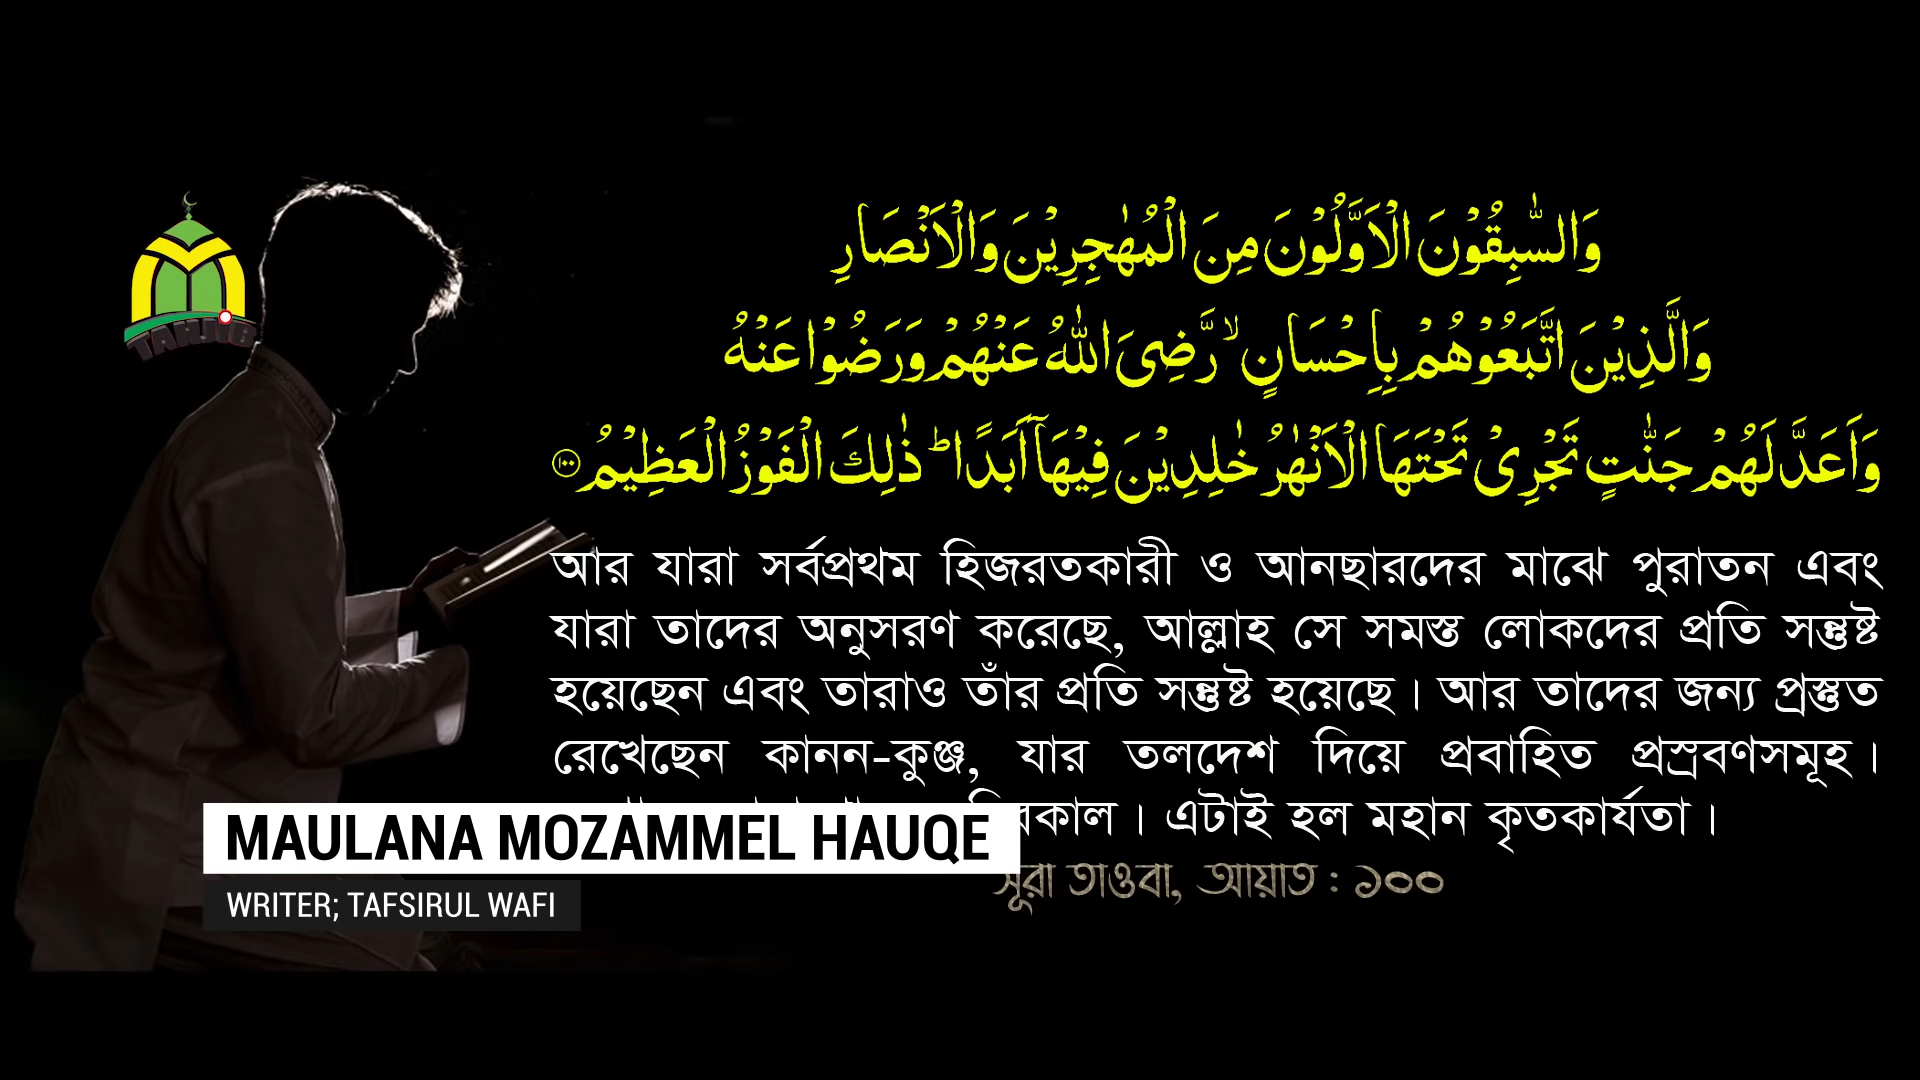 وَالسّٰبِقُوْنَ الْاَوَّلُوْنَ مِنَ الْمُهٰجِرِيْنَ وَالْاَنْصَارِ
وَالَّذِيْنَ اتَّبَعُوْهُمْ بِاِحْسَانٍ ۙ رَّضِىَ اللّٰهُ عَنْهُمْ وَرَضُوْا عَنْهُ
وَاَعَدَّ لَهُمْ جَنّٰتٍ تَجْرِىْ تَحْتَهَا الْاَنْهٰرُ خٰلِدِيْنَ فِيْهَاۤ اَبَدًا ؕ ذٰلِكَ الْفَوْزُ الْعَظِيْمُ ﴿۱۰۰﴾
TAHJIB
আর যারা সর্বপ্রথম হিজরতকারী ও আনছারদের মাঝে পুরাতন এবং
যারা তাদের অনুসরণ করেছে, আল্লাহ সে সমস্ত লোকদের প্রতি সন্তুষ্ট
হয়েছেন এবং তারাও তাঁর প্রতি সন্তুষ্ট হয়েছে। আর তাদের জন্য প্রস্তুত
রেখেছেন কানন-কুঞ্জ, যার তলদেশ দিয়ে প্রবাহিত প্রস্রবণসমূহ।
এটাই হল মহান কৃতকার্যতা।
MAULANA MOZAMMEL HAUQE
সূরা তাওবা, আয়াত : ১০০
WRITER; TAFSIRUL WAFI